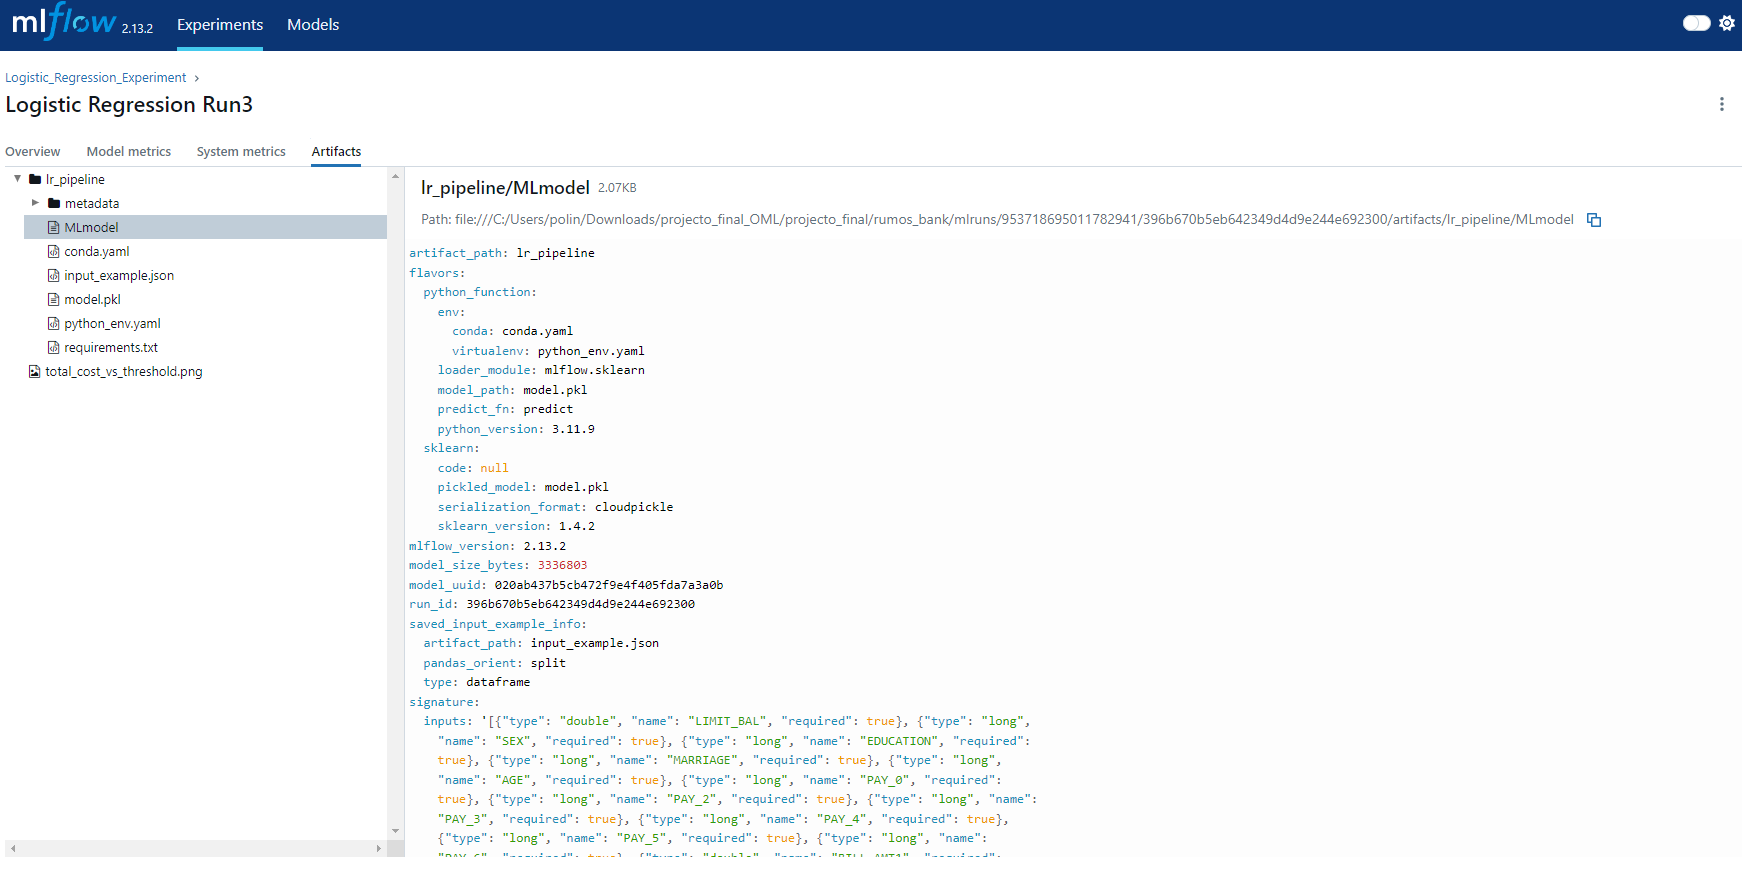 mlflow 2.13.2 Experiments Models
Logistic_Regression_Experiment ›
Logistic Regression Run3
Overview Model metrics System metrics Artifacts
lr_pipeline
metadata
MLmodel
conda.yaml
input_example.json
model.pkl
python_env.yaml
requirements.txt
total_cost_vs_threshold.png
lr_pipeline/MLmodel 2.07KB
Path: file:///C:/Users/polin/Downloads/projecto_final_OML/projecto_final/rumos_bank/mlruns/953718695011782941/396b670b5eb642349d4d9e244e692300/artifacts/lr_pipeline/MLmodel
artifact_path: lr_pipeline
flavors:
python_function:
env:
conda: conda.yaml
virtualenv: python_env.yaml
loader_module: mlflow.sklearn
model_path: model.pkl
predict_fn: predict
python_version: 3.11.9
sklearn:
code: null
pickled_model: model.pkl
serialization_format: cloudpickle
sklearn_version: 1.4.2
mlflow_version: 2.13.2
model_size_bytes: 3336803
model_uuid: 020ab437b5cb472f9e4f405fda7a3a0b
run_id: 396b670b5eb642349d4d9e244e692300
saved_input_example_info:
artifact_path: input_example.json
pandas_orient: split
type: dataframe
signature:
inputs: '[{"type": "double", "name": "LIMIT_BAL", "required": true}, {"type": "long",
"name": "SEX", "required": true}, {"type": "long", "name": "EDUCATION", "required":
true}, {"type": "long", "name": "MARRIAGE", "required": true}, {"type": "long",
"name": "AGE", "required": true}, {"type": "long", "name": "PAY_0", "required":
true}, {"type": "long", "name": "PAY_2", "required": true}, {"type": "long", "name":
"PAY_3", "required": true}, {"type": "long", "name": "PAY_4", "required": true},
{"type": "long", "name": "PAY_5", "required": true}, {"type": "long", "name":
"PAY_6", "required": true}, {"type": "double", "name": "BILL_AMT1", "required":